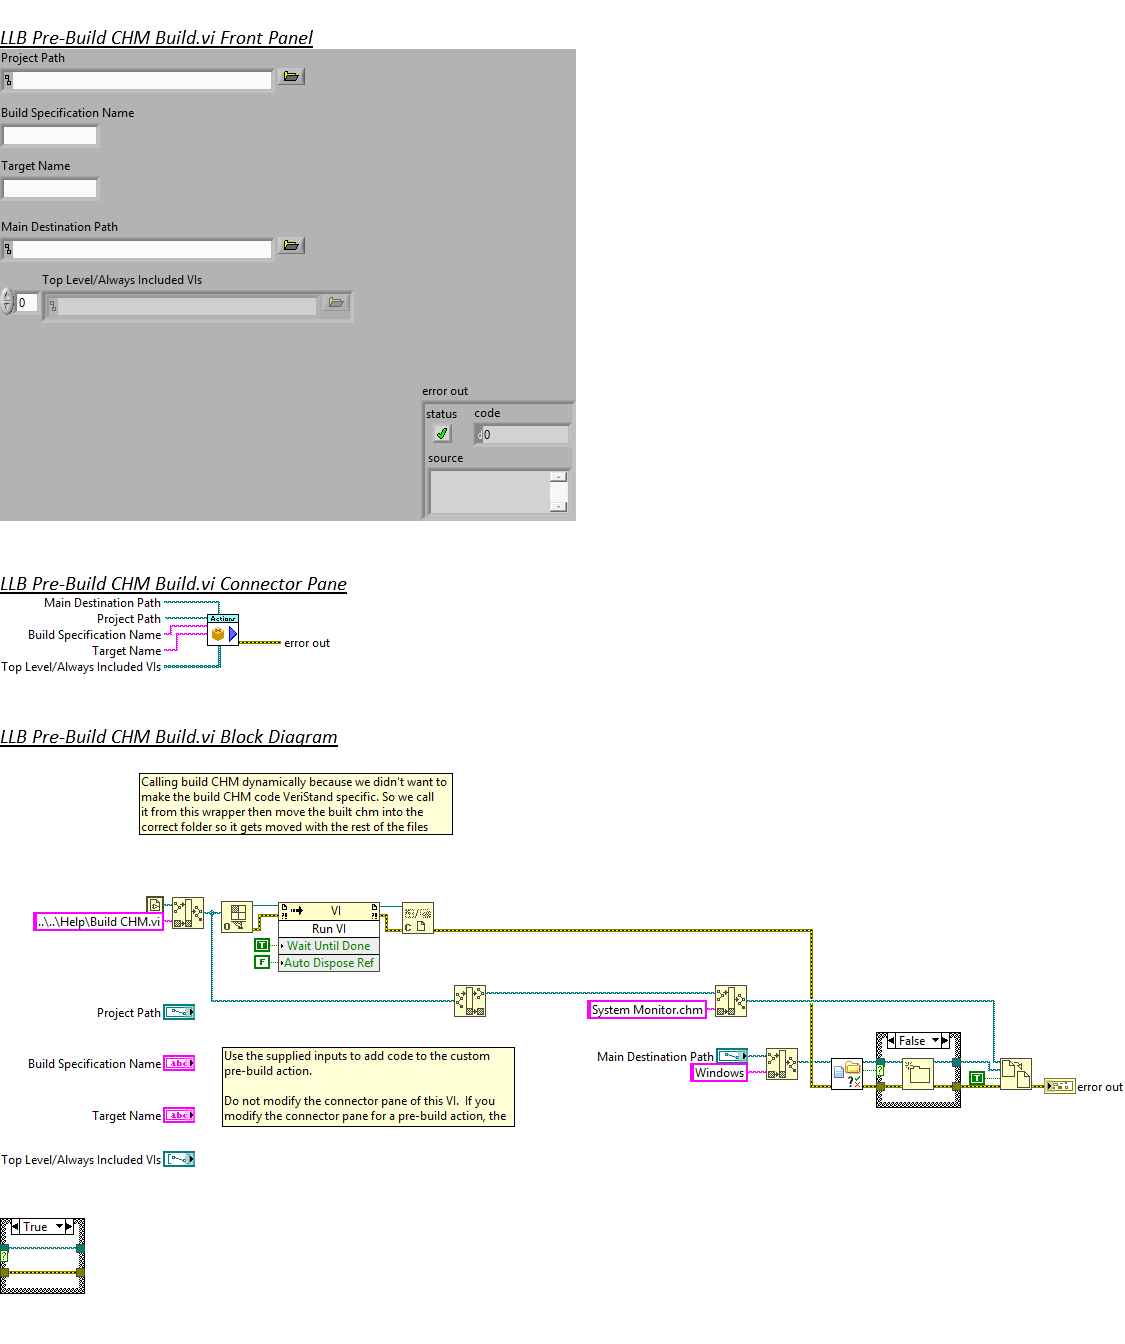 LLB Pre-Build CHM Build.vi Front Panel
Project Path
Build Specification Name
Target Name
Main Destination Path
Top Level/Always Included VIs
0
error out
status code
0
source
LLB Pre-Build CHM Build.vi Connector Pane
Main Destination Path
Project Path
Build Specification Name
Target Name
Top Level/Always Included VIs
Actions
error out
LLB Pre-Build CHM Build.vi Block Diagram
Calling build CHM dynamically because we didn't want to
make the build CHM code VeriStand specific. So we call
it from this wrapper then move the built chm into the
correct folder so it gets moved with the rest of the files
..\..\Help\Build CHM.vi
VI
Run VI
T Wait Until Done
F Auto Dispose Ref
Project Path
System Monitor.chm
Build Specification Name abc
Use the supplied inputs to add code to the custom
pre-build action.
Do not modify the connector pane of this VI. If you
modify the connector pane for a pre-build action, the
Main Destination Path
Windows
False
T
error out
Target Name abc
Top Level/Always Included VIs
True